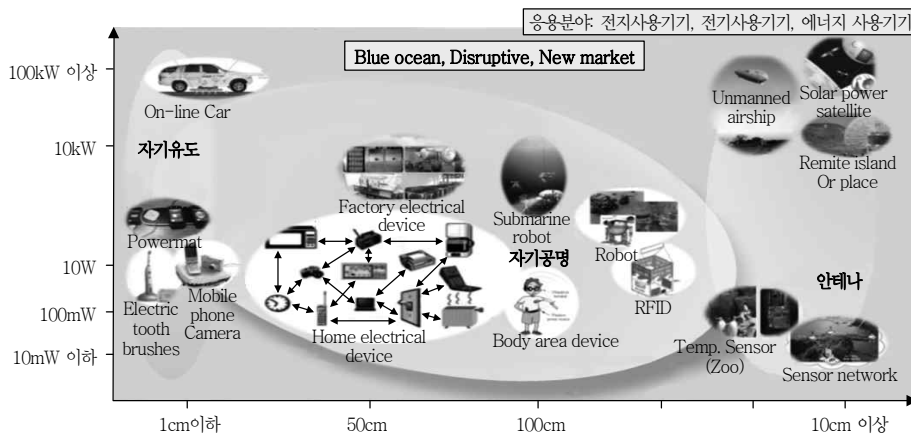 응용분야: 전지사용기기, 전기사용기기, 에너지 사용기기
Blue ocean, Disruptive, New market
100kW 이상
10kW
10W
100mW
10mW 이하
On-line Car
자기유도
Powermat
Electric
tooth
brushes
Mobile
phone
Camera
Factory electrical
device
Home electrical
device
Submarine
robot
자기공명
Body area device
Robot
RFID
Unmanned
airship
Solar power
satellite
Remite island
Or place
안테나
Temp. Sensor
(Zoo)
Sensor network
1cm이하
50cm
100cm
10cm 이상